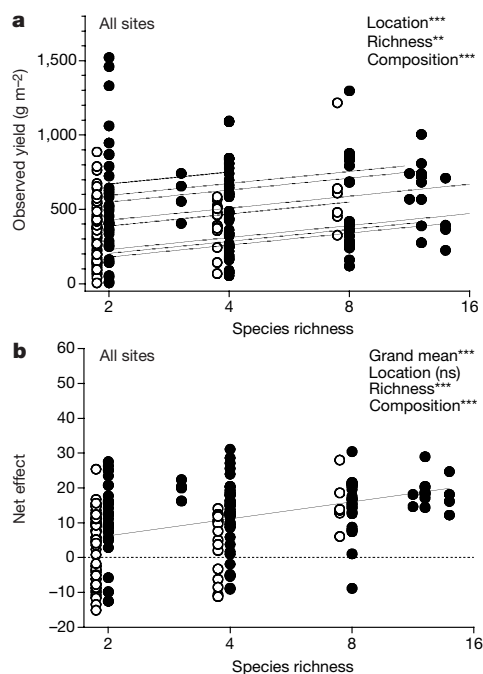 a
All sites
Location***
Richness**
Composition***
Observed yield (g m–2)
1,500
1,000
500
0
2 4 8 16
Species richness
b
All sites
Grand mean***
Location (ns)
Richness***
Composition***
Net effect
60
50
40
30
20
10
0
–10
–20
2 4 8 16
Species richness